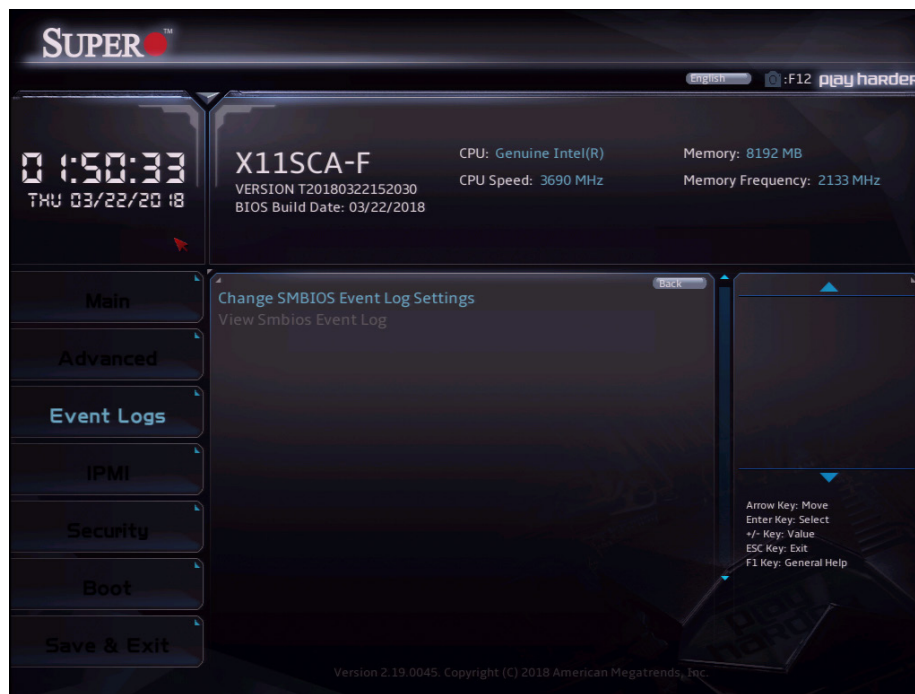 SUPER
TM
English
:F12 play harder
01:50:33
THU 03/22/2018
X11SCA-F
VERSION T20180322152030
BIOS Build Date: 03/22/2018
CPU: Genuine Intel(R)
CPU Speed: 3690 MHz
Memory: 8192 MB
Memory Frequency: 2133 MHz
Main
Advanced
Event Logs
IPMI
Security
Boot
Save & Exit
Back
Change SMBIOS Event Log Settings
View Smbios Event Log
Arrow Key: Move
Enter Key: Select
+/- Key: Value
ESC Key: Exit
F1 Key: General Help
play
harder
Version 2.19.0045. Copyright (C) 2018 American Megatrends, Inc.